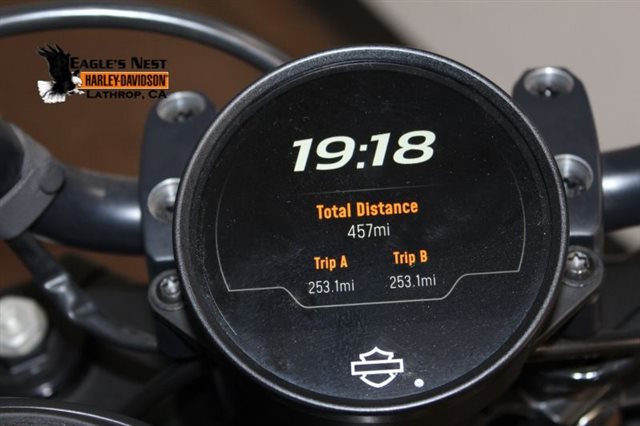 EAGLE'S NEST
HARLEY-DAVIDSON
LATHROP, CA
19:18
Total Distance
457mi
Trip A
Trip B
253.1mi
253.1mi
®